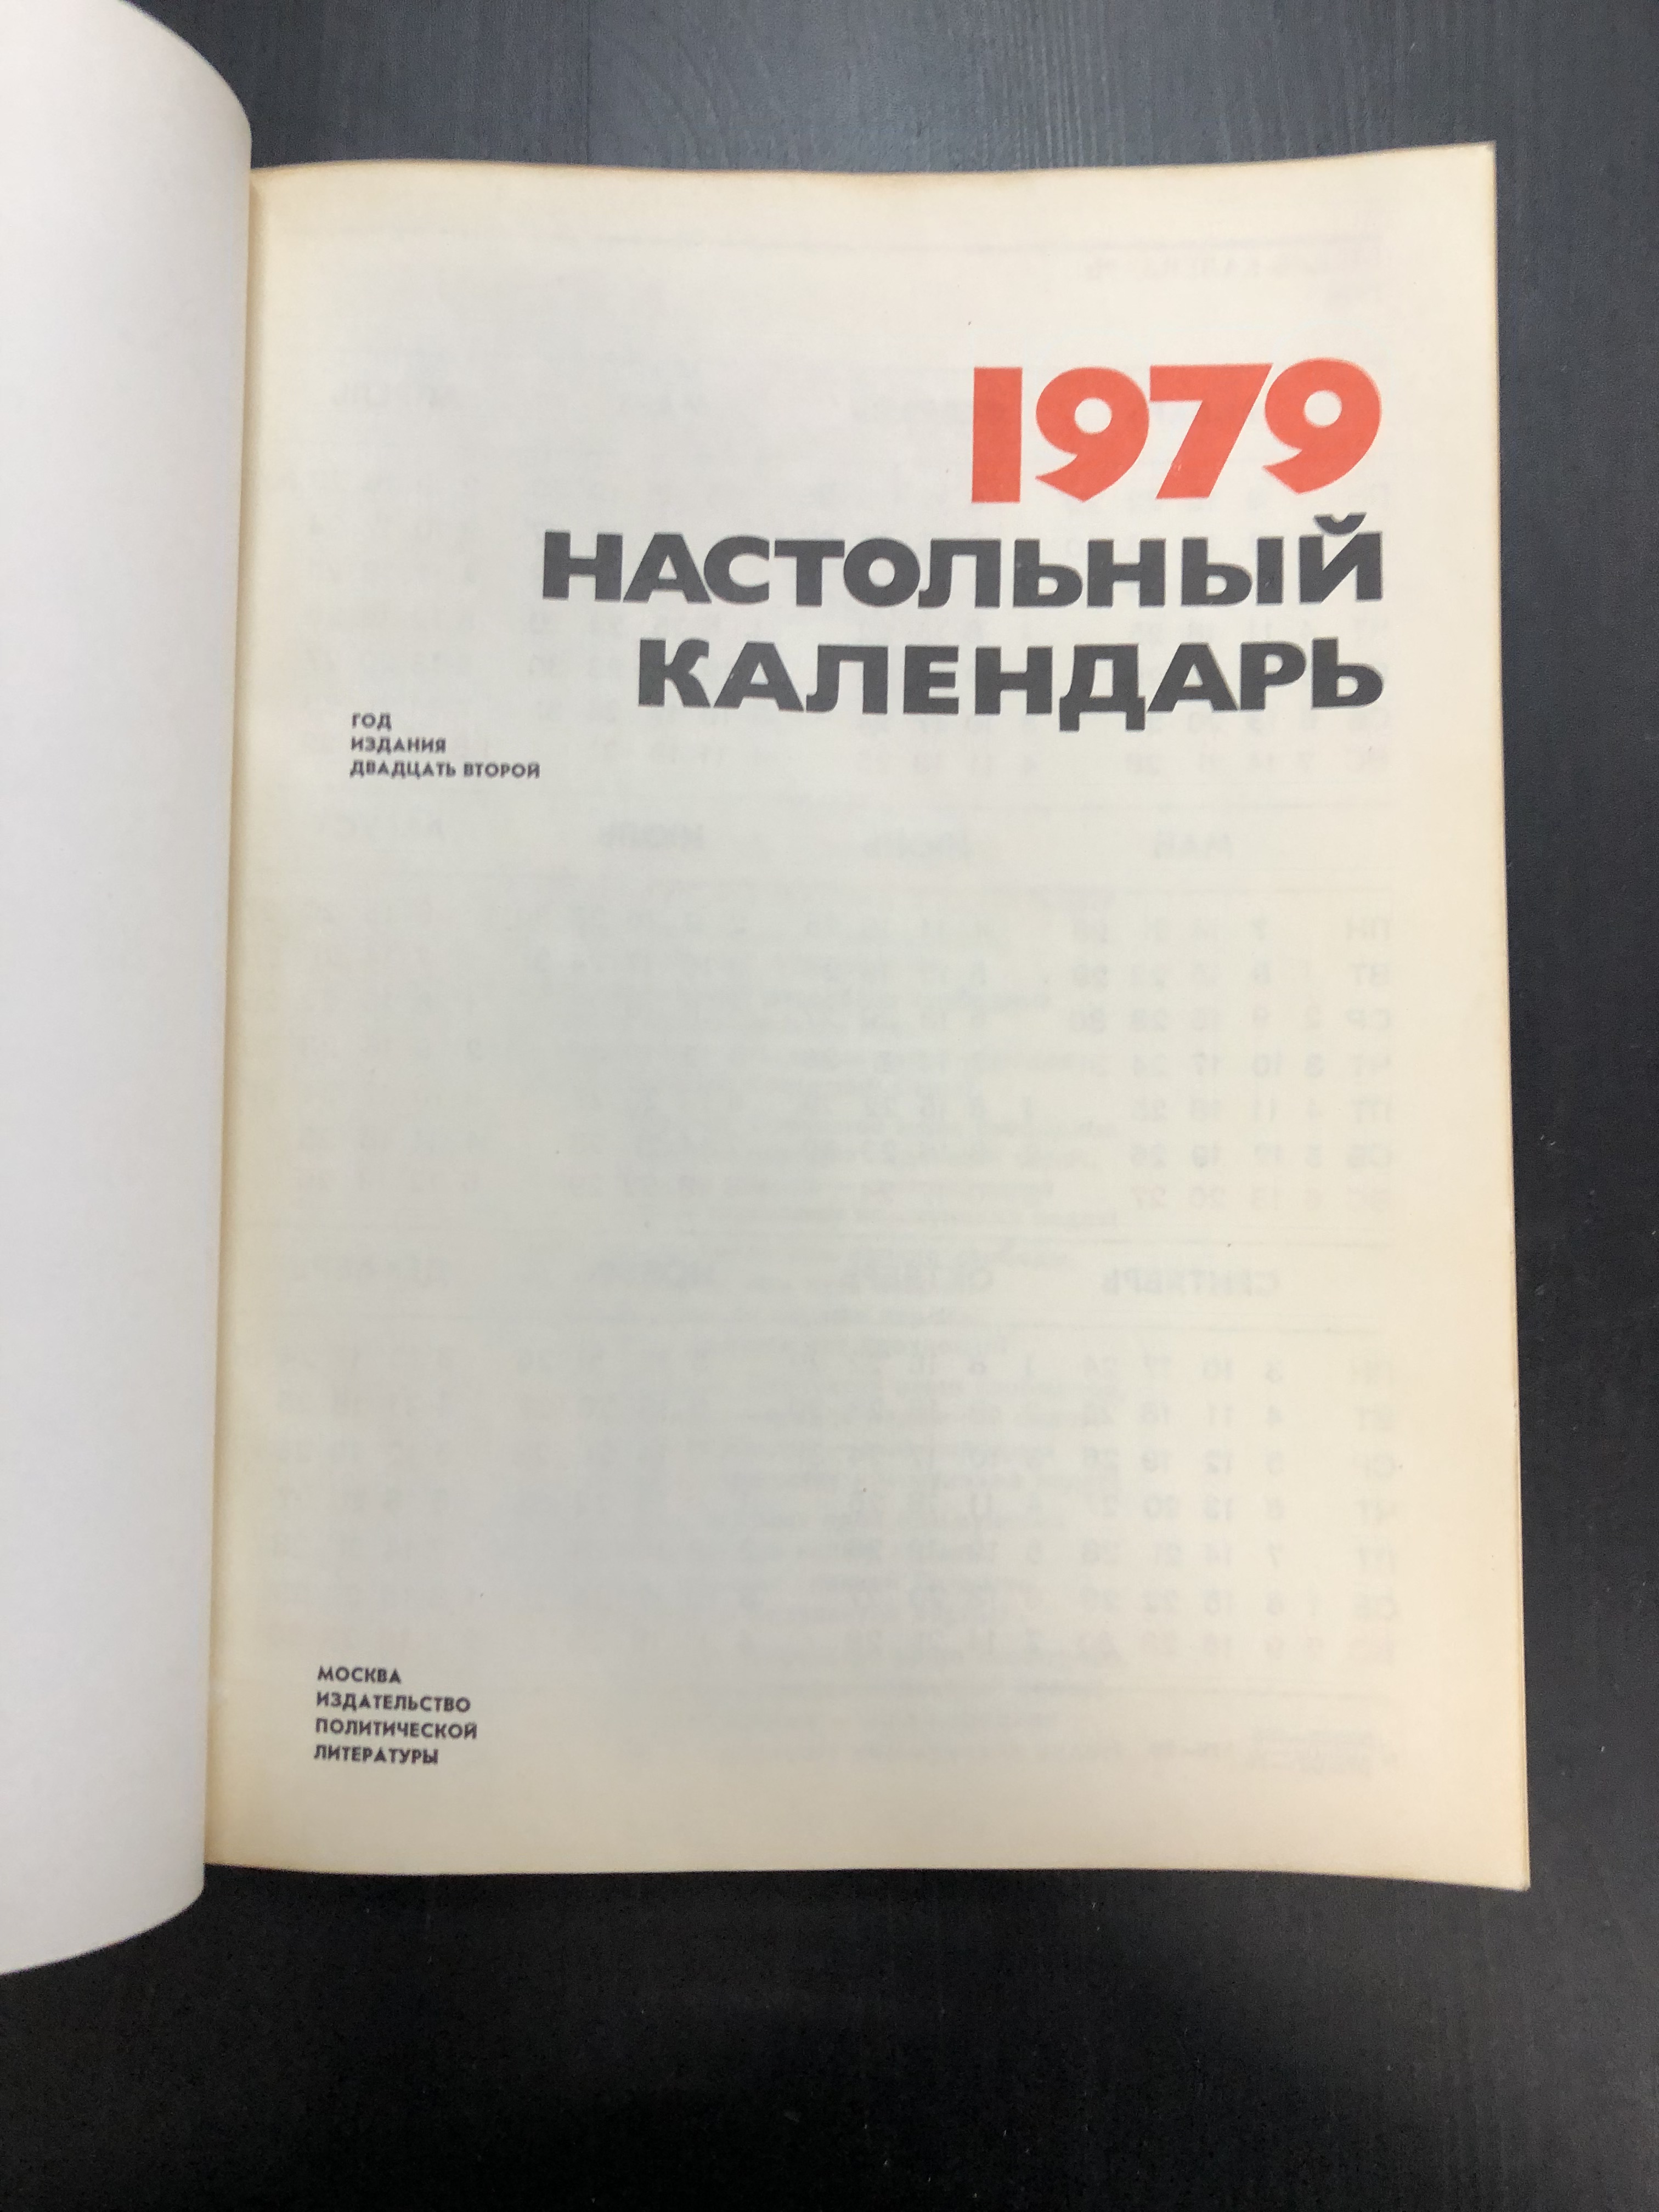 1979
НАСТОЛЬНЫЙ
КАЛЕНДАРЬ
ГОД
ИЗДАНИЯ
ДВАДЦАТЬ ВТОРОЙ
МОСКВА
ИЗДАТЕЛЬСТВО
ПОЛИТИЧЕСКОЙ
ЛИТЕРАТУРЫ